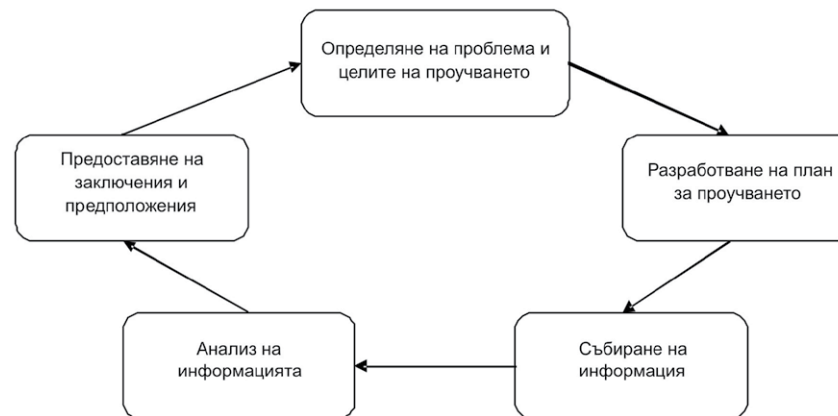 Определяне на проблема и
целите на проучването
Разработване на план
за проучването
Събиране на
информация
Анализ на
информацията
Предоставяне на
заключения и
предположения